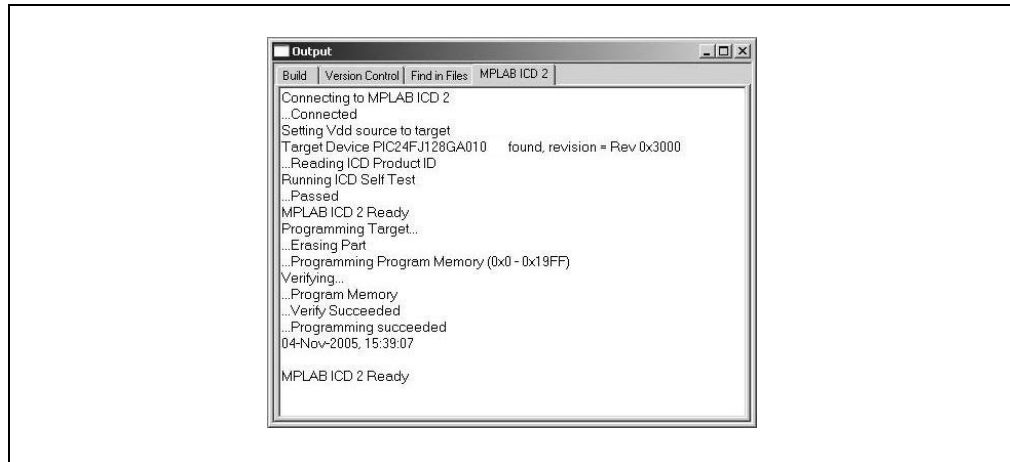 Output
Build Version Control Find in Files MPLAB ICD 2
Connecting to MPLAB ICD 2
...Connected
Setting Vdd source to target
Target Device PIC24FJ128GA010 found, revision = Rev 0x3000
...Reading ICD Product ID
Running ICD Self Test
...Passed
MPLAB ICD 2 Ready
Programming Target...
...Erasing Part
...Programming Program Memory (0x0 - 0x19FF)
Verifying...
...Program Memory
...Verify Succeeded
...Programming succeeded
04-Nov-2005, 15:39:07
MPLAB ICD 2 Ready